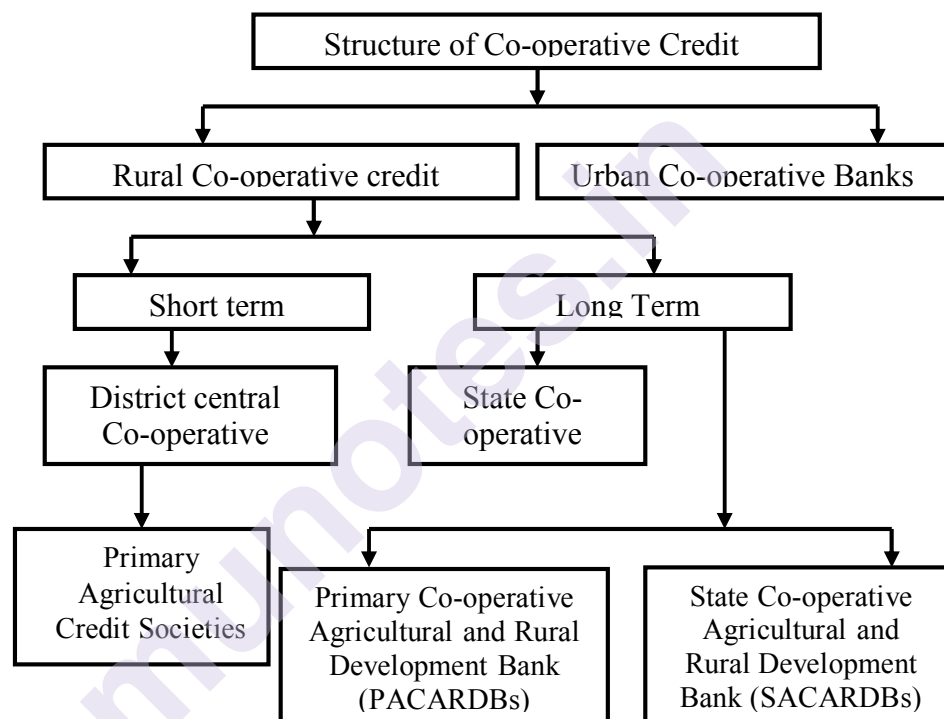 Structure of Co-operative Credit
Rural Co-operative credit
Urban Co-operative Banks
Short term
Long Term
District central
Co-operative
State Co-
operative
Primary
Agricultural
Credit Societies
Primary Co-operative
Agricultural and Rural
Development Bank
(PACARDBs)
State Co-operative
Agricultural and
Rural Development
Bank (SACARDBs)
munotes.in